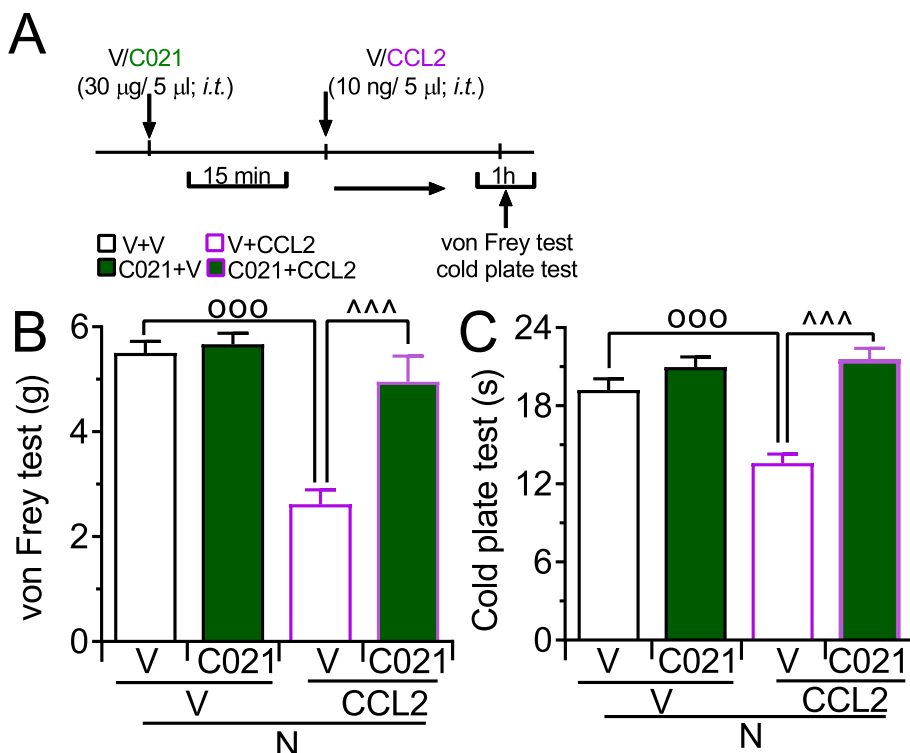 A
V/C021
(30 µg/ 5 µl; i.t.)
V/CCL2
(10 ng/ 5 µl; i.t.)
15 min
1h
von Frey test
cold plate test
V+V
V+CCL2
C021+V
C021+CCL2
B
ooo
^^^
von Frey test (g)
6
4
2
0
V
C021
V
C021
V
CCL2
N
C
ooo
^^^
Cold plate test (s)
24
18
12
6
0
V
C021
V
C021
V
CCL2
N